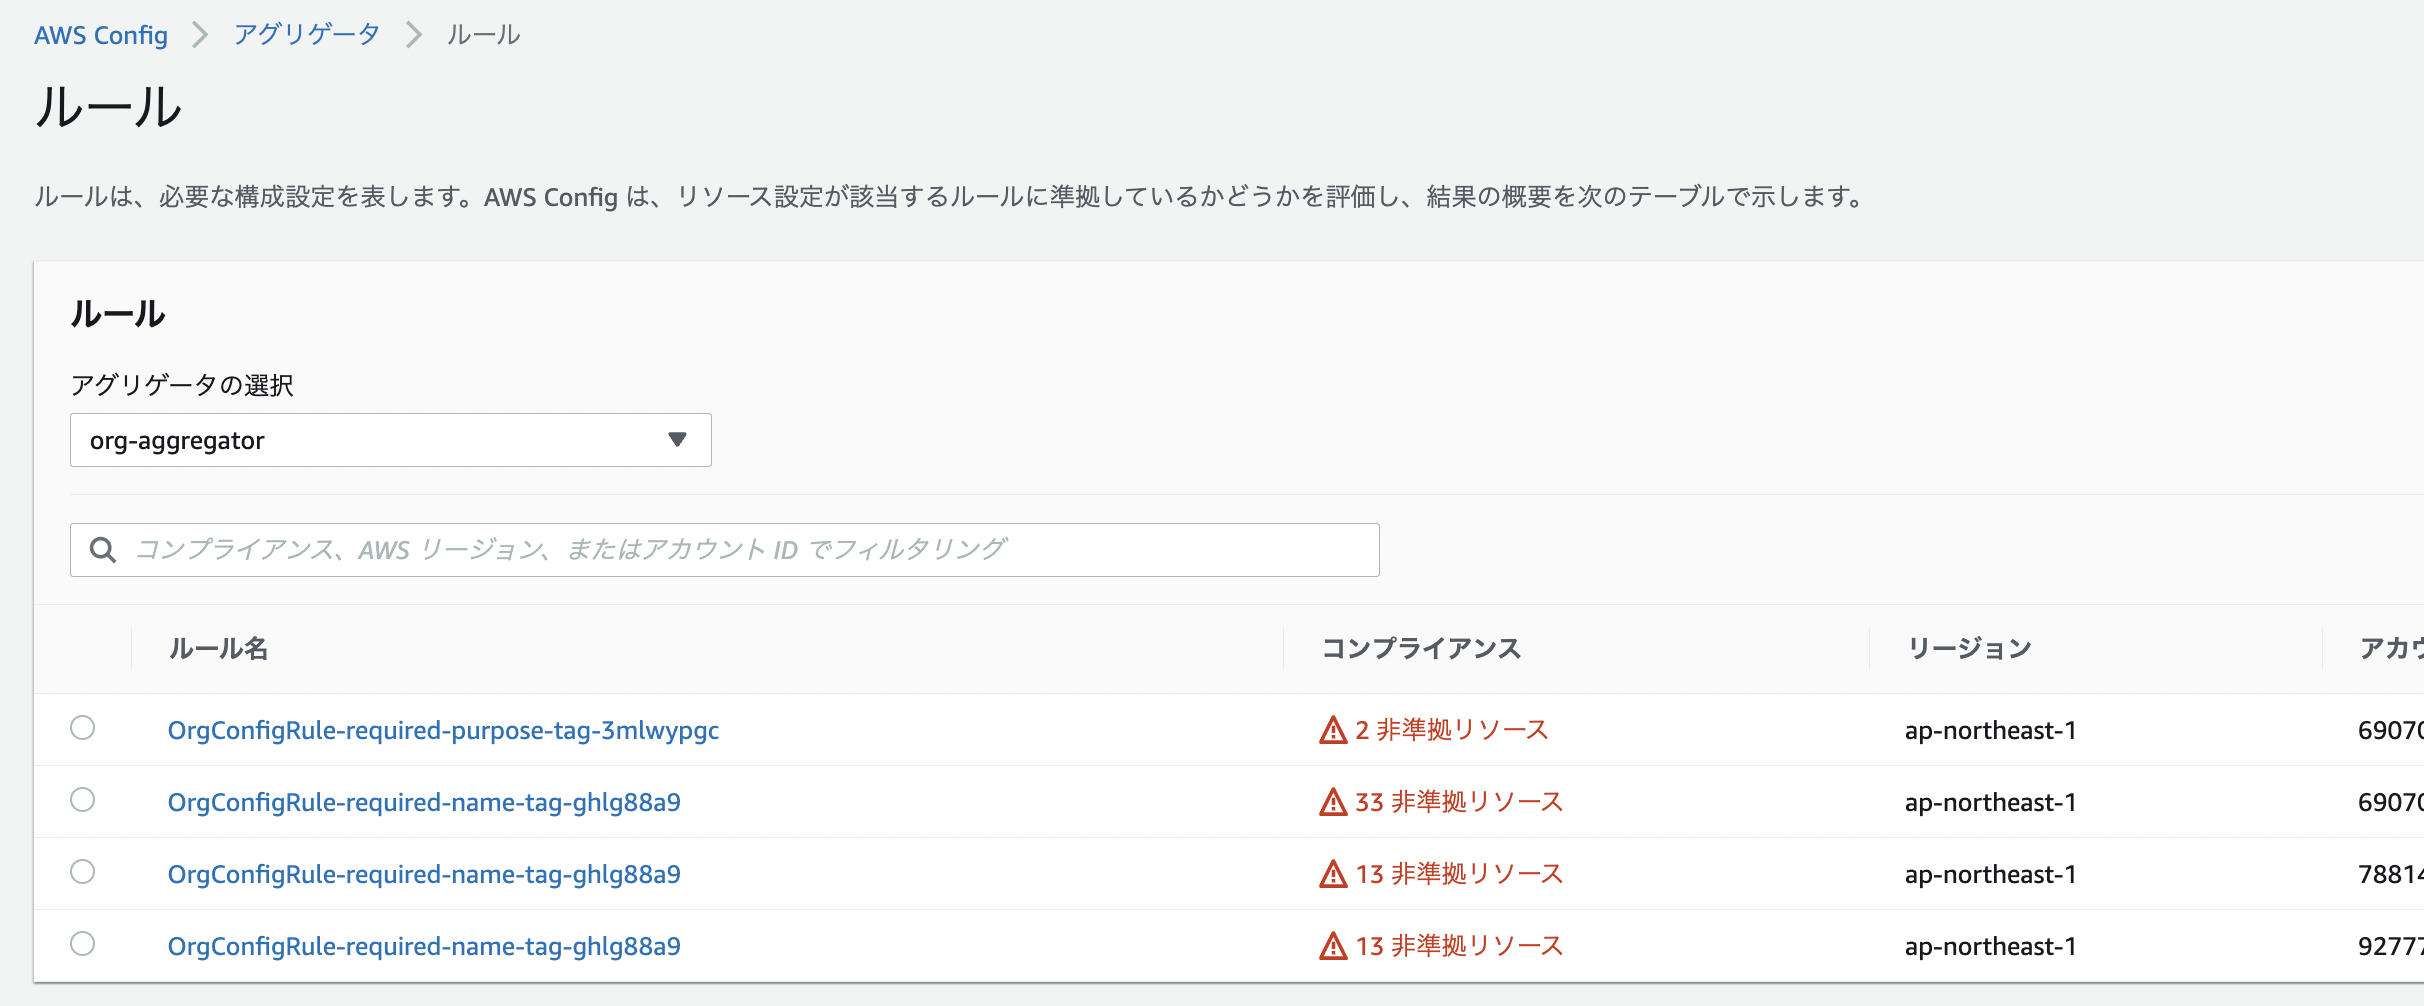 AWS Config > アグリゲータ > ルール
ルール
ルールは、必要な構成設定を表します。AWS Config は、リソース設定が該当するルールに準拠しているかどうかを評価し、結果の概要を次のテーブルで示します。
ルール
アグリゲータの選択
org-aggregator
コンプライアンス、AWS リージョン、またはアカウント ID でフィルタリング
ルール名 コンプライアンス リージョン アカウ
OrgConfigRule-required-purpose-tag-3mlwypgc 2 非準拠リソース ap-northeast-1 69070
OrgConfigRule-required-name-tag-ghlg88a9 33 非準拠リソース ap-northeast-1 69070
OrgConfigRule-required-name-tag-ghlg88a9 13 非準拠リソース ap-northeast-1 78814
OrgConfigRule-required-name-tag-ghlg88a9 13 非準拠リソース ap-northeast-1 92777